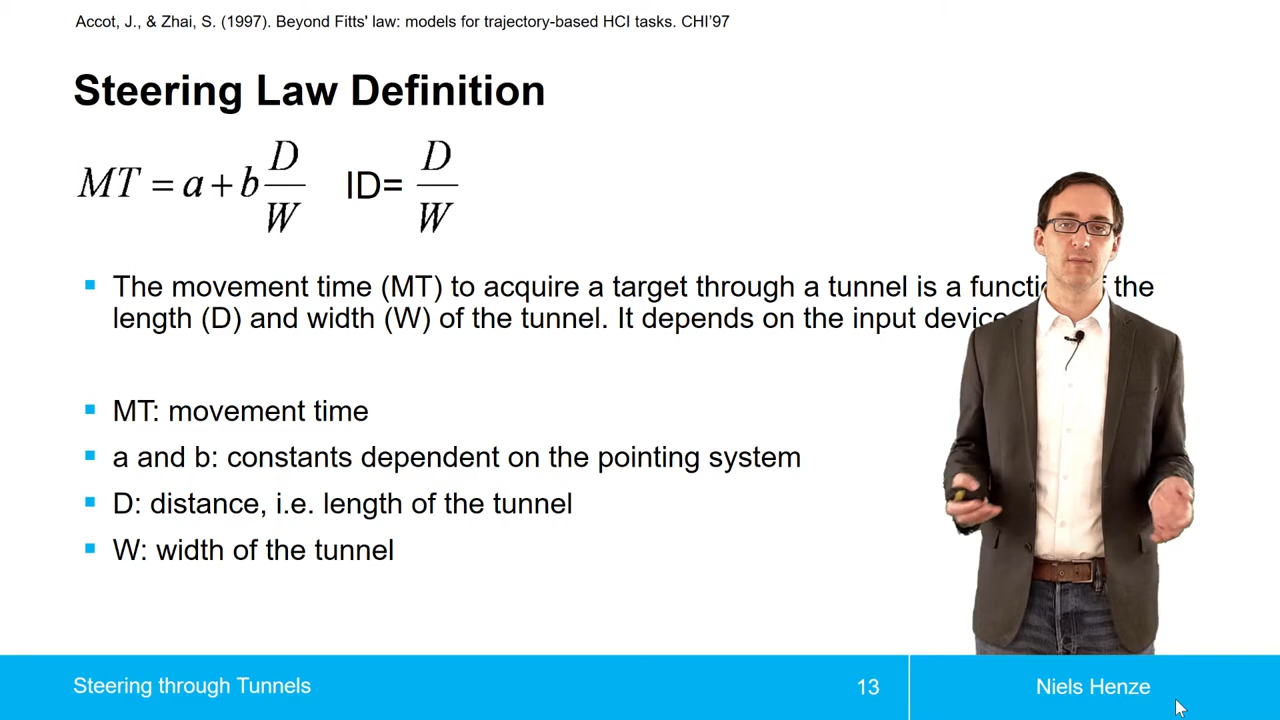 Accot, J., & Zhai, S. (1997). Beyond Fitts' law: models for trajectory-based HCI tasks. CHI'97
Steering Law Definition
MT = a + b D/W ID= D/W
The movement time (MT) to acquire a target through a tunnel is a the
length (D) and width (W) of the tunnel. It depends on the input
MT: movement time
a and b: constants dependent on the pointing system
D: distance, i.e. length of the tunnel
W: width of the tunnel
Steering through Tunnels
13
Niels Henze